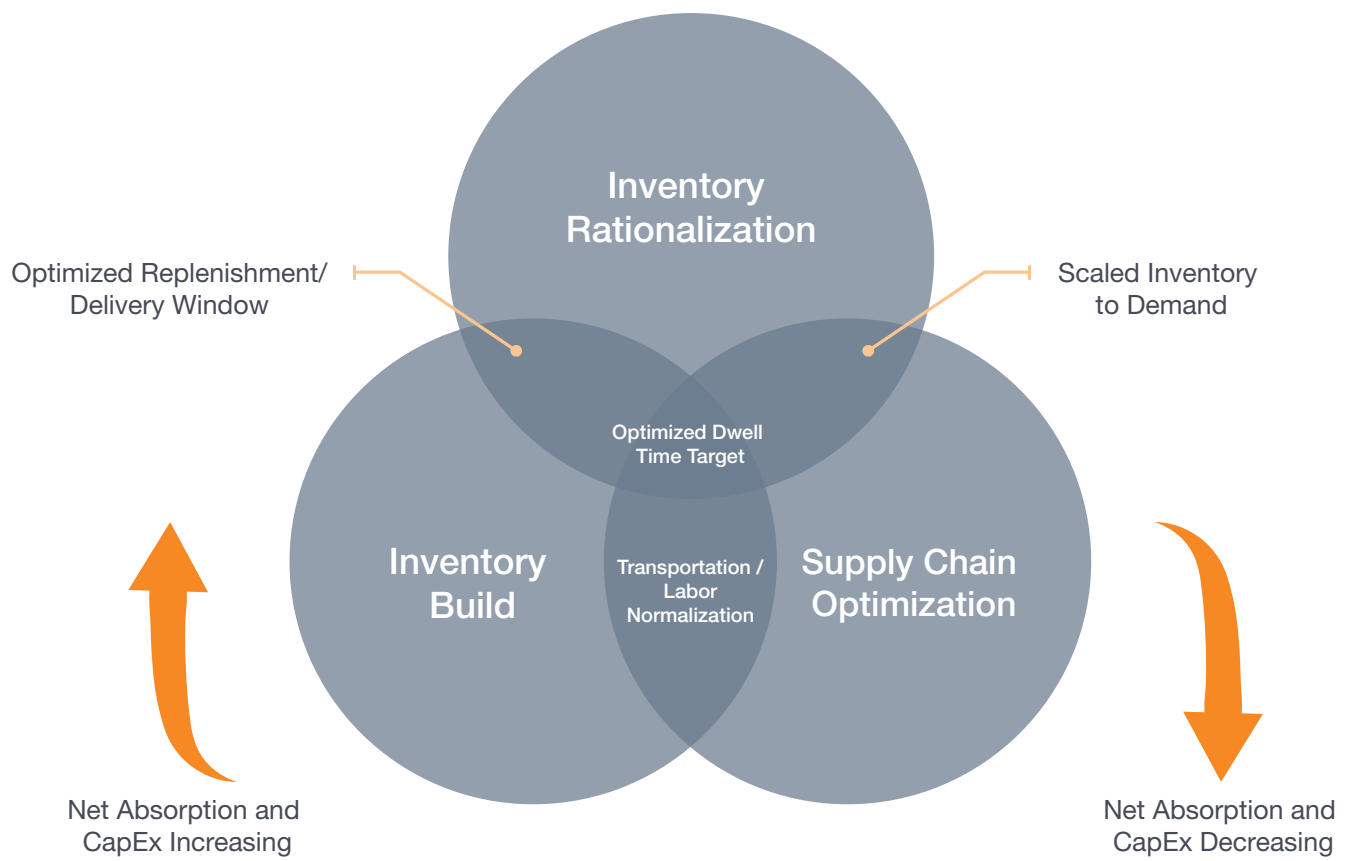 Inventory
Rationalization
Optimized Replenishment/
Delivery Window
Scaled Inventory
to Demand
Optimized Dwell
Time Target
Inventory
Build
Transportation /
Labor
Normalization
Supply Chain
Optimization
Net Absorption and
CapEx Increasing
Net Absorption and
CapEx Decreasing